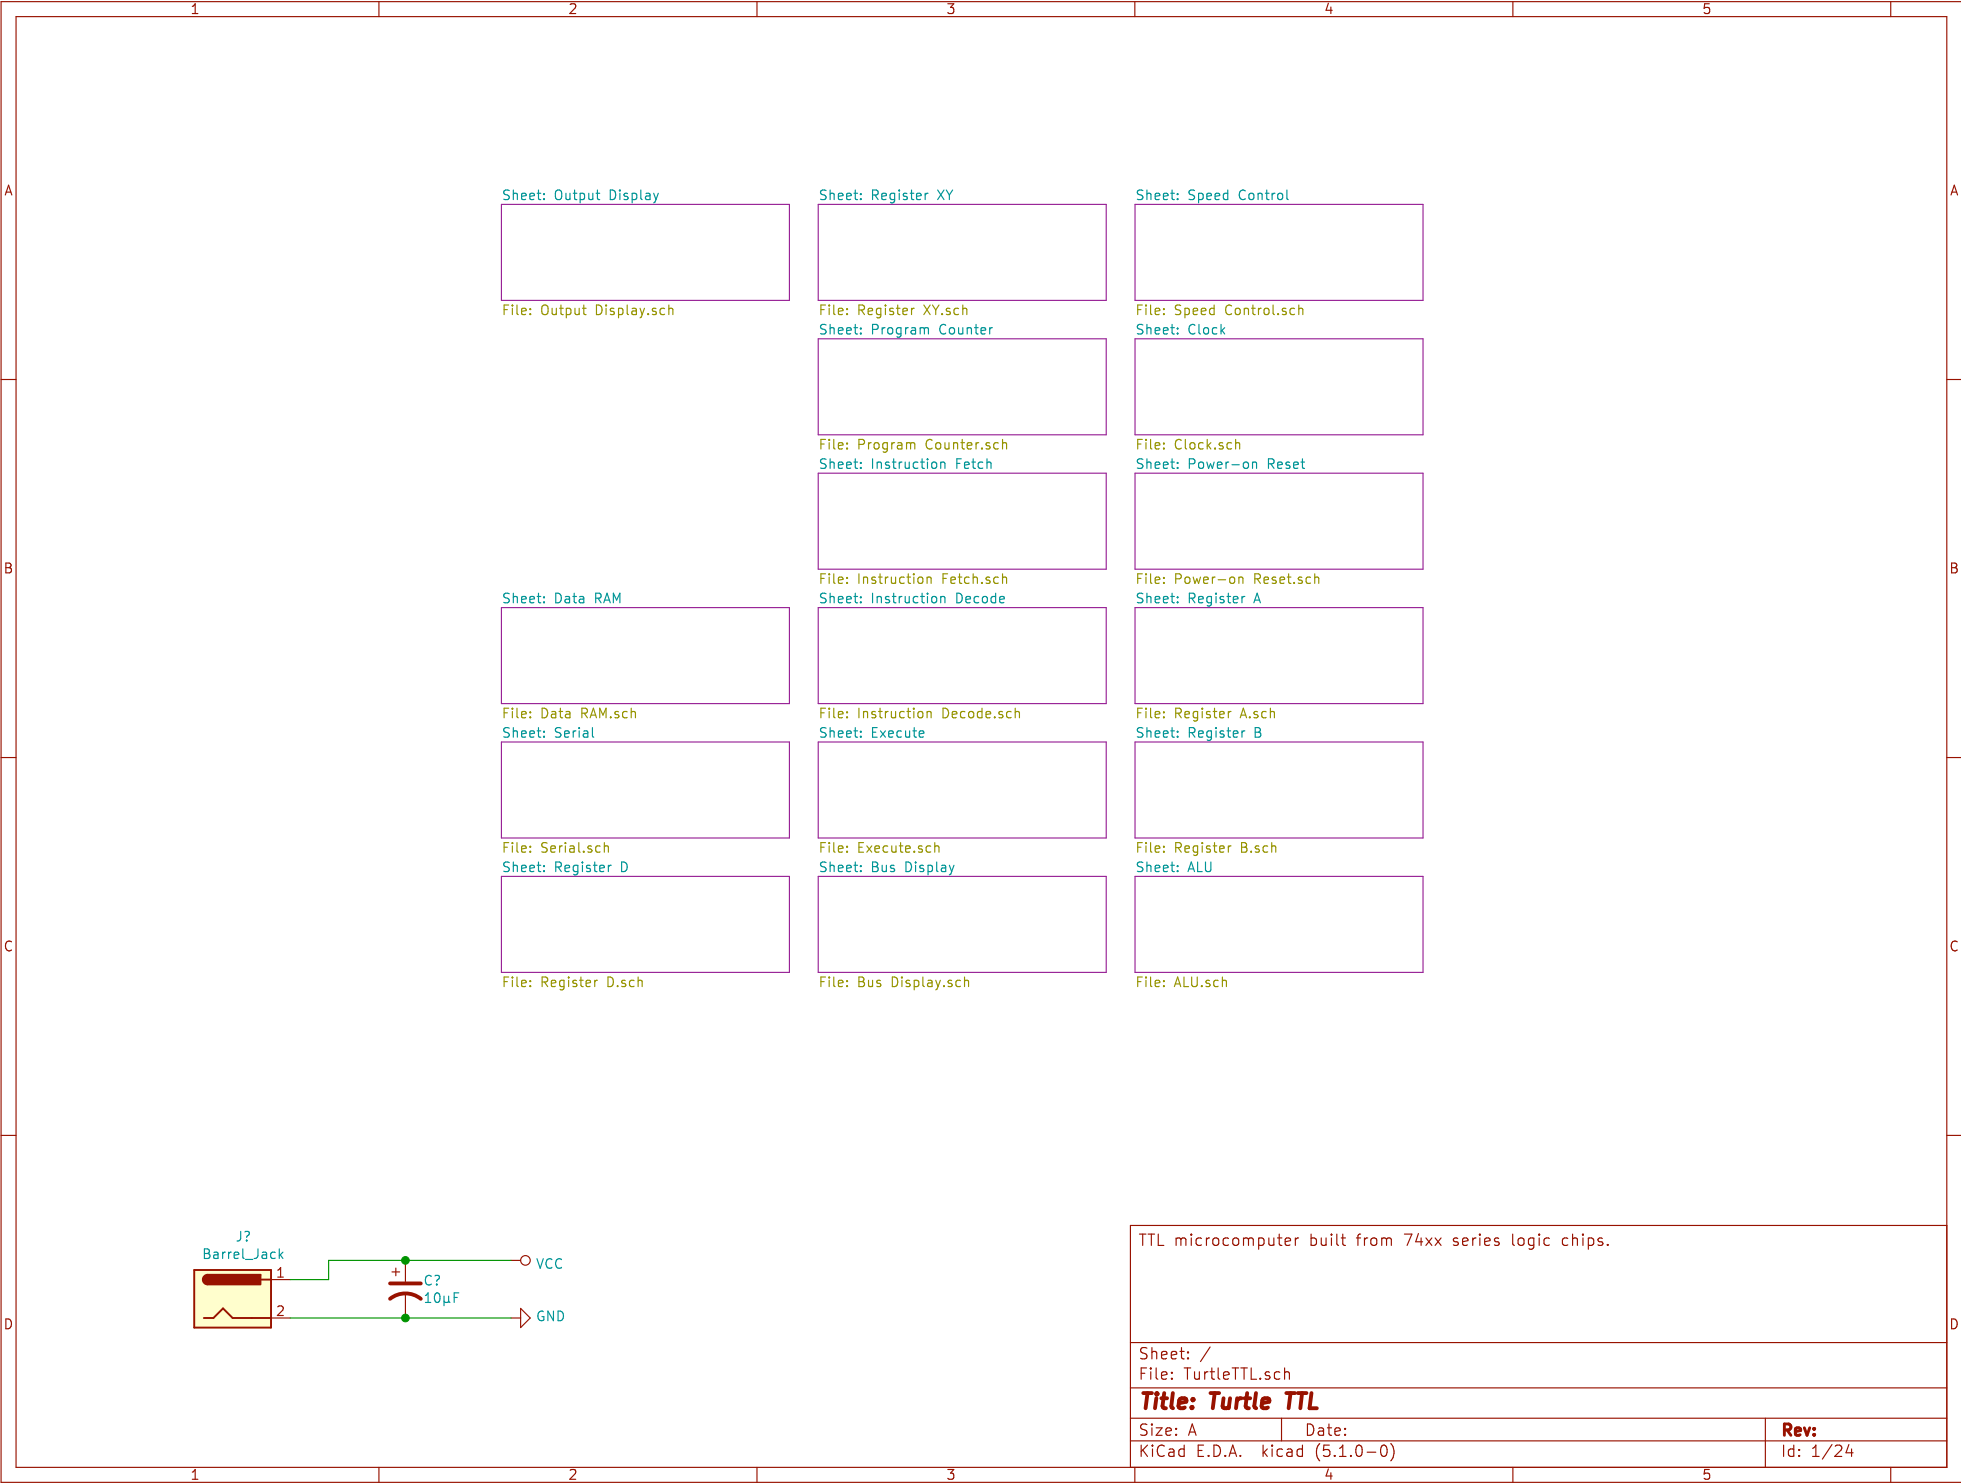 1 2 3 4 5
A A
Sheet: Output Display
File: Output Display.sch
Sheet: Register XY
File: Register XY.sch
Sheet: Speed Control
File: Speed Control.sch
Sheet: Program Counter
File: Program Counter.sch
Sheet: Clock
File: Clock.sch
Sheet: Instruction Fetch
File: Instruction Fetch.sch
Sheet: Power-on Reset
File: Power-on Reset.sch
B B
Sheet: Data RAM
File: Data RAM.sch
Sheet: Instruction Decode
File: Instruction Decode.sch
Sheet: Register A
File: Register A.sch
Sheet: Serial
File: Serial.sch
Sheet: Execute
File: Execute.sch
Sheet: Register B
File: Register B.sch
Sheet: Register D
File: Register D.sch
Sheet: Bus Display
File: Bus Display.sch
Sheet: ALU
File: ALU.sch
C C
J?
Barrel_Jack
1
2
+
C?
10µF
VCC
GND
D D
TTL microcomputer built from 74xx series logic chips.
Sheet: /
File: TurtleTTL.sch
Title: Turtle TTL
Size: A Date: Rev:
KiCad E.D.A. kicad (5.1.0-0) Id: 1/24
1 2 3 4 5